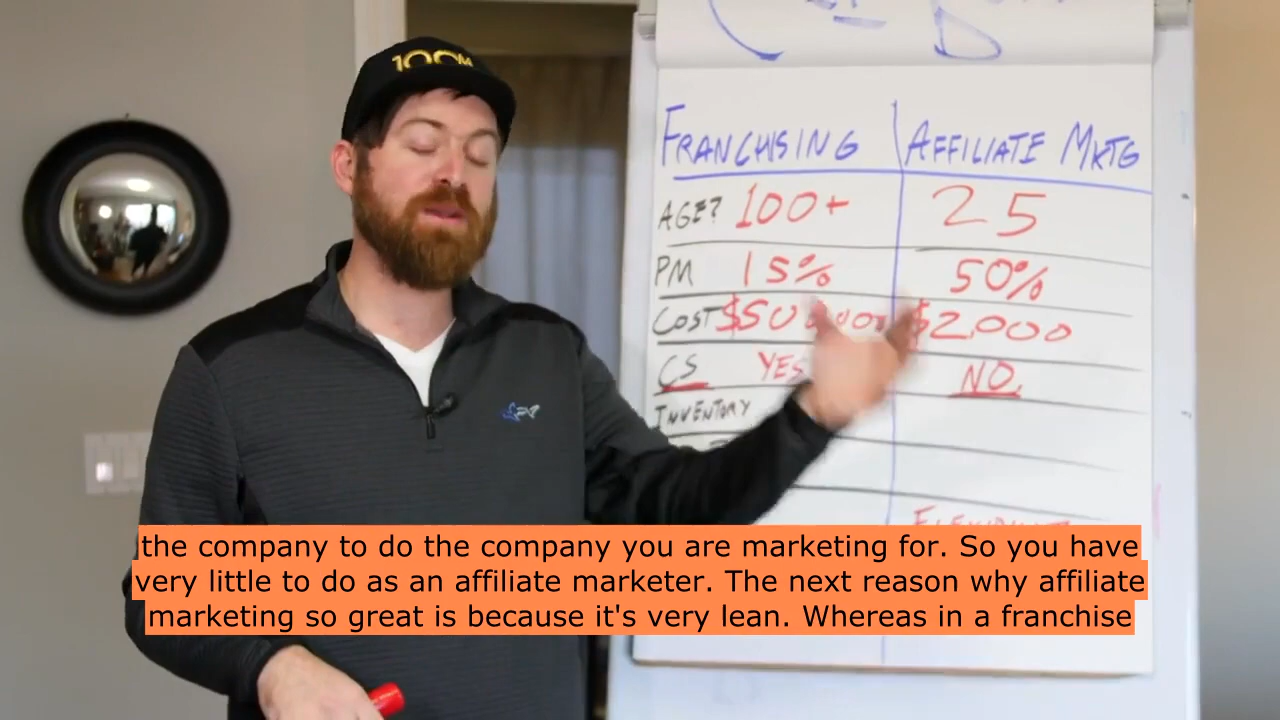 100M
FRANCHISING AFFILIATE MKTG
AGE? 100+ 25
PM 15% 50%
COST $2,000
CS YES NO.
INVENTORY
the company to do the company you are marketing for. So you have
very little to do as an affiliate marketer. The next reason why affiliate
marketing so great is because it's very lean. Whereas in a franchise